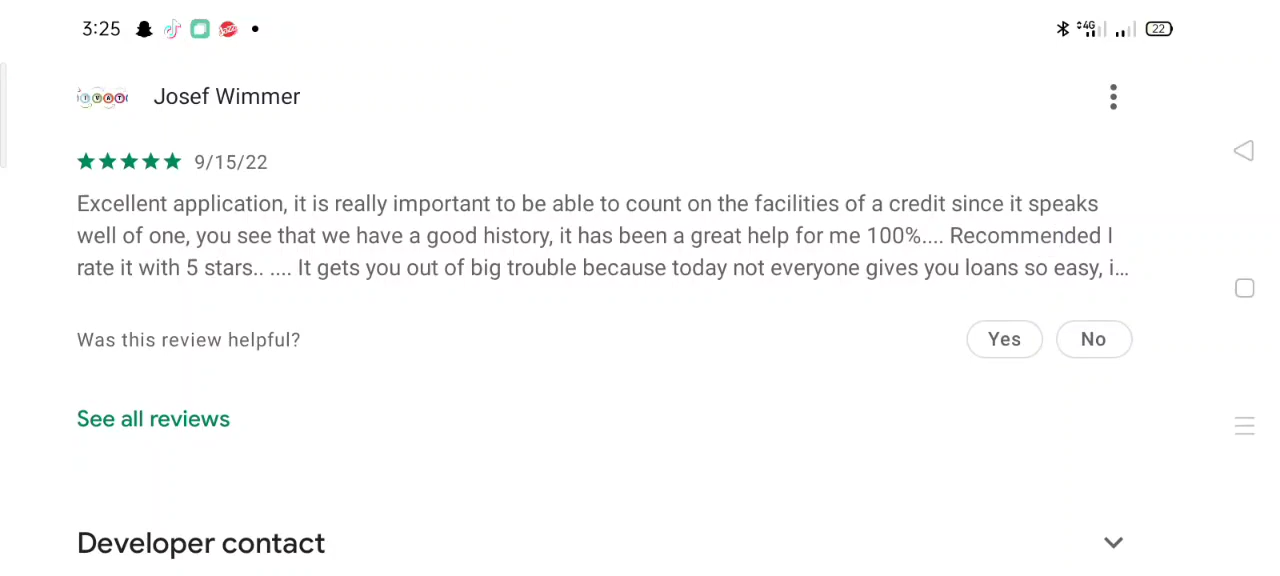 3:25
22
Josef Wimmer
9/15/22
Excellent application, it is really important to be able to count on the facilities of a credit since it speaks
well of one, you see that we have a good history, it has been a great help for me 100%.... Recommended I
rate it with 5 stars.. .... It gets you out of big trouble because today not everyone gives you loans so easy, i...
Was this review helpful?
Yes No
See all reviews
Developer contact